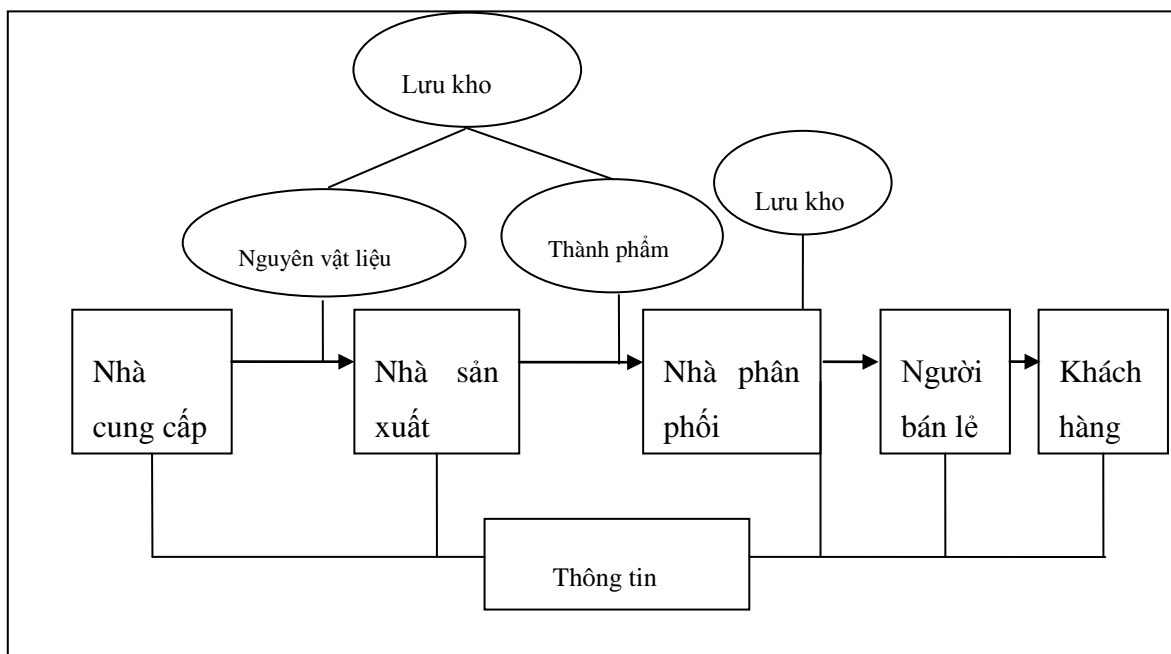 Lưu kho
Lưu kho
Nguyên vật liệu
Thành phẩm
Nhà
cung cấp
Nhà sản
xuất
Nhà phân
phối
Người
bán lẻ
Khách
hàng
Thông tin